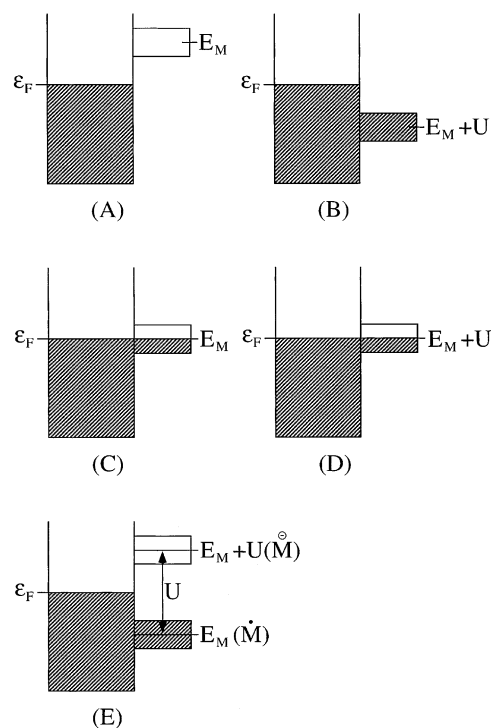 E_M
ε_F
(A)
ε_F
E_M +U
(B)
ε_F
E_M
(C)
ε_F
E_M +U
(D)
E_M +U(M⊖)
ε_F
U
E_M (Ṁ)
(E)